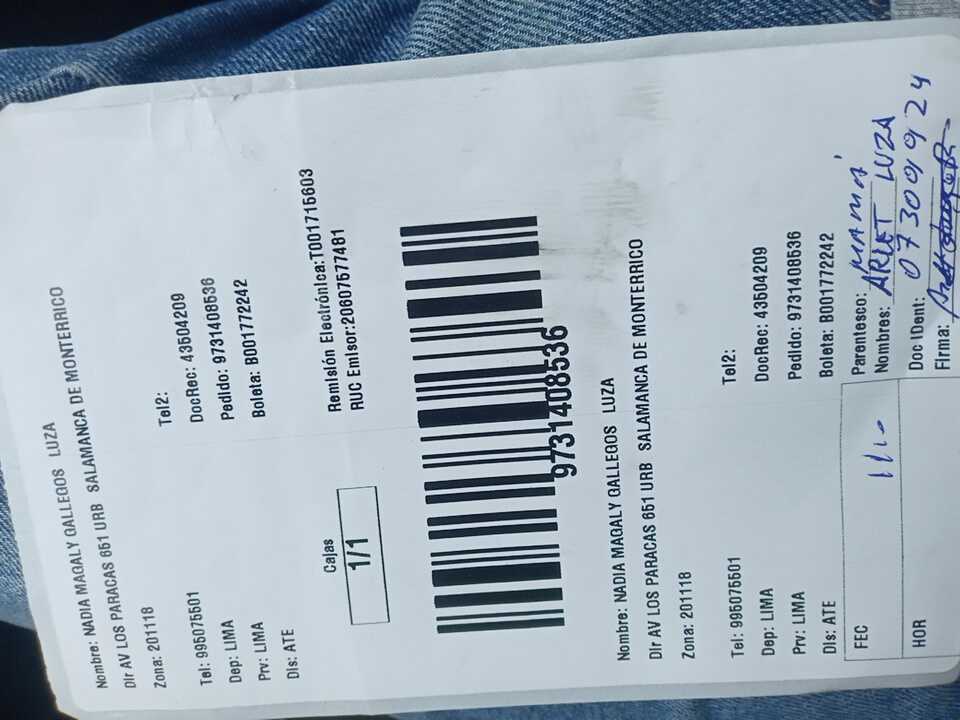 Nombre: NADIA MAGALY GALLEGOS LUZA
Dir AV LOS PARACAS 651 URB SALAMANCA DE MONTERRICO
Zona: 201118
Tel: 995075501 Tel2:
Dep: LIMA DocRec: 43504209
Prv: LIMA Pedido: 9731408536
Dis: ATE Boleta: B001772242
Cajas Remisión Electrónica:T001715603
1/1 RUC Emisor:20607577481
9731408536
Nombre: NADIA MAGALY GALLEGOS LUZA
Dir AV LOS PARACAS 651 URB SALAMANCA DE MONTERRICO
Zona: 201118
Tel: 995075501 Tel2:
Dep: LIMA DocRec: 43504209
Prv: LIMA Pedido: 9731408536
Dis: ATE Boleta: B001772242
FEC Parentesco: MAMÁ
Nombres: ARLET LUZA
HOR Doc IDent: 07300924
Firma: